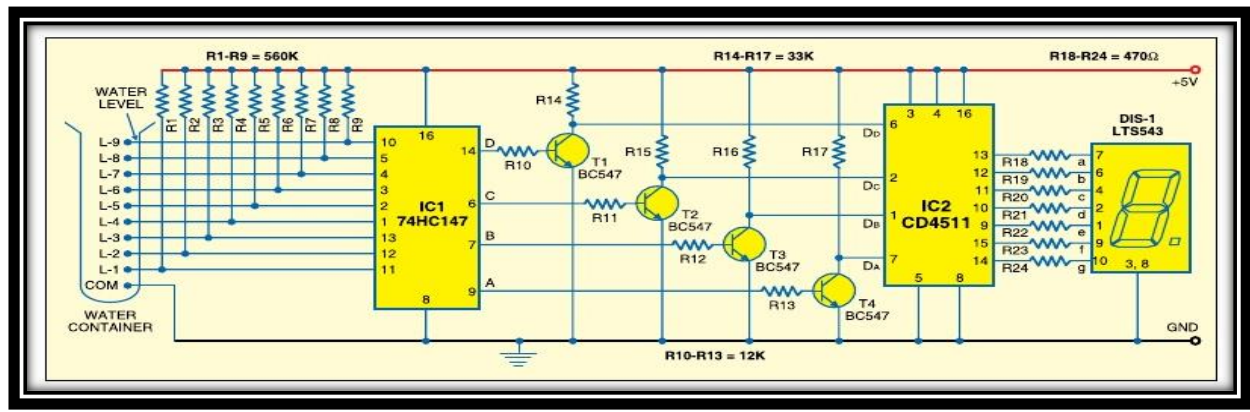 R1-R9 = 560K
R14-R17 = 33K
R18-R24 = 470Ω
+5V
WATER
LEVEL
R1
R2
R3
R4
R5
R6
R7
R8
R9
L-9
L-8
L-7
L-6
L-5
L-4
L-3
L-2
L-1
COM
WATER
CONTAINER
16
10
5
4
3
2
1
13
12
11
IC1
74HC147
14
6
7
9
8
D
C
B
A
R10
R11
R12
R13
R14
R15
R16
R17
T1
BC547
T2
BC547
T3
BC547
T4
BC547
R10-R13 = 12K
DD
DC
DB
DA
3
4
16
6
2
1
7
IC2
CD4511
13
12
11
10
9
15
14
5
8
R18
R19
R20
R21
R22
R23
R24
a
b
c
d
e
f
g
DIS-1
LTS543
7
6
4
2
1
9
10
3, 8
GND